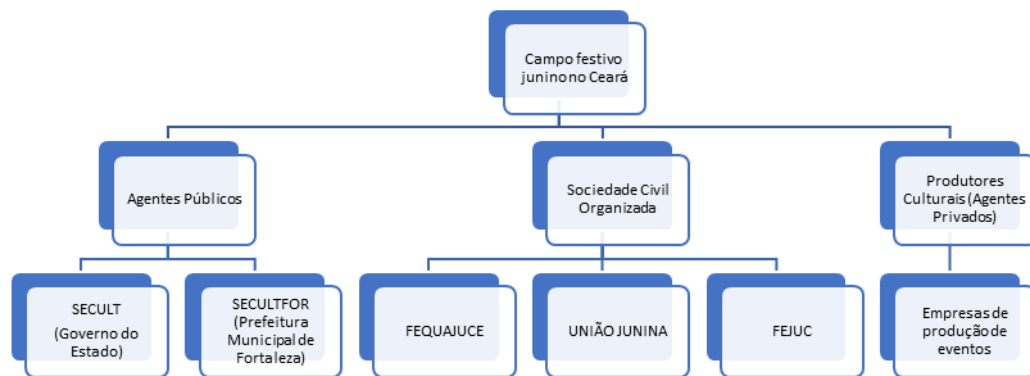 Campo festivo
junino no Ceará
Agentes Públicos
Sociedade Civil
Organizada
Produtores
Culturais (Agentes
Privados)
SECULT
(Governo do
Estado)
SECULTFOR
(Prefeitura
Municipal de
Fortaleza)
FEQUAJUCE
UNIÃO JUNINA
FEJUC
Empresas de
produção de
eventos